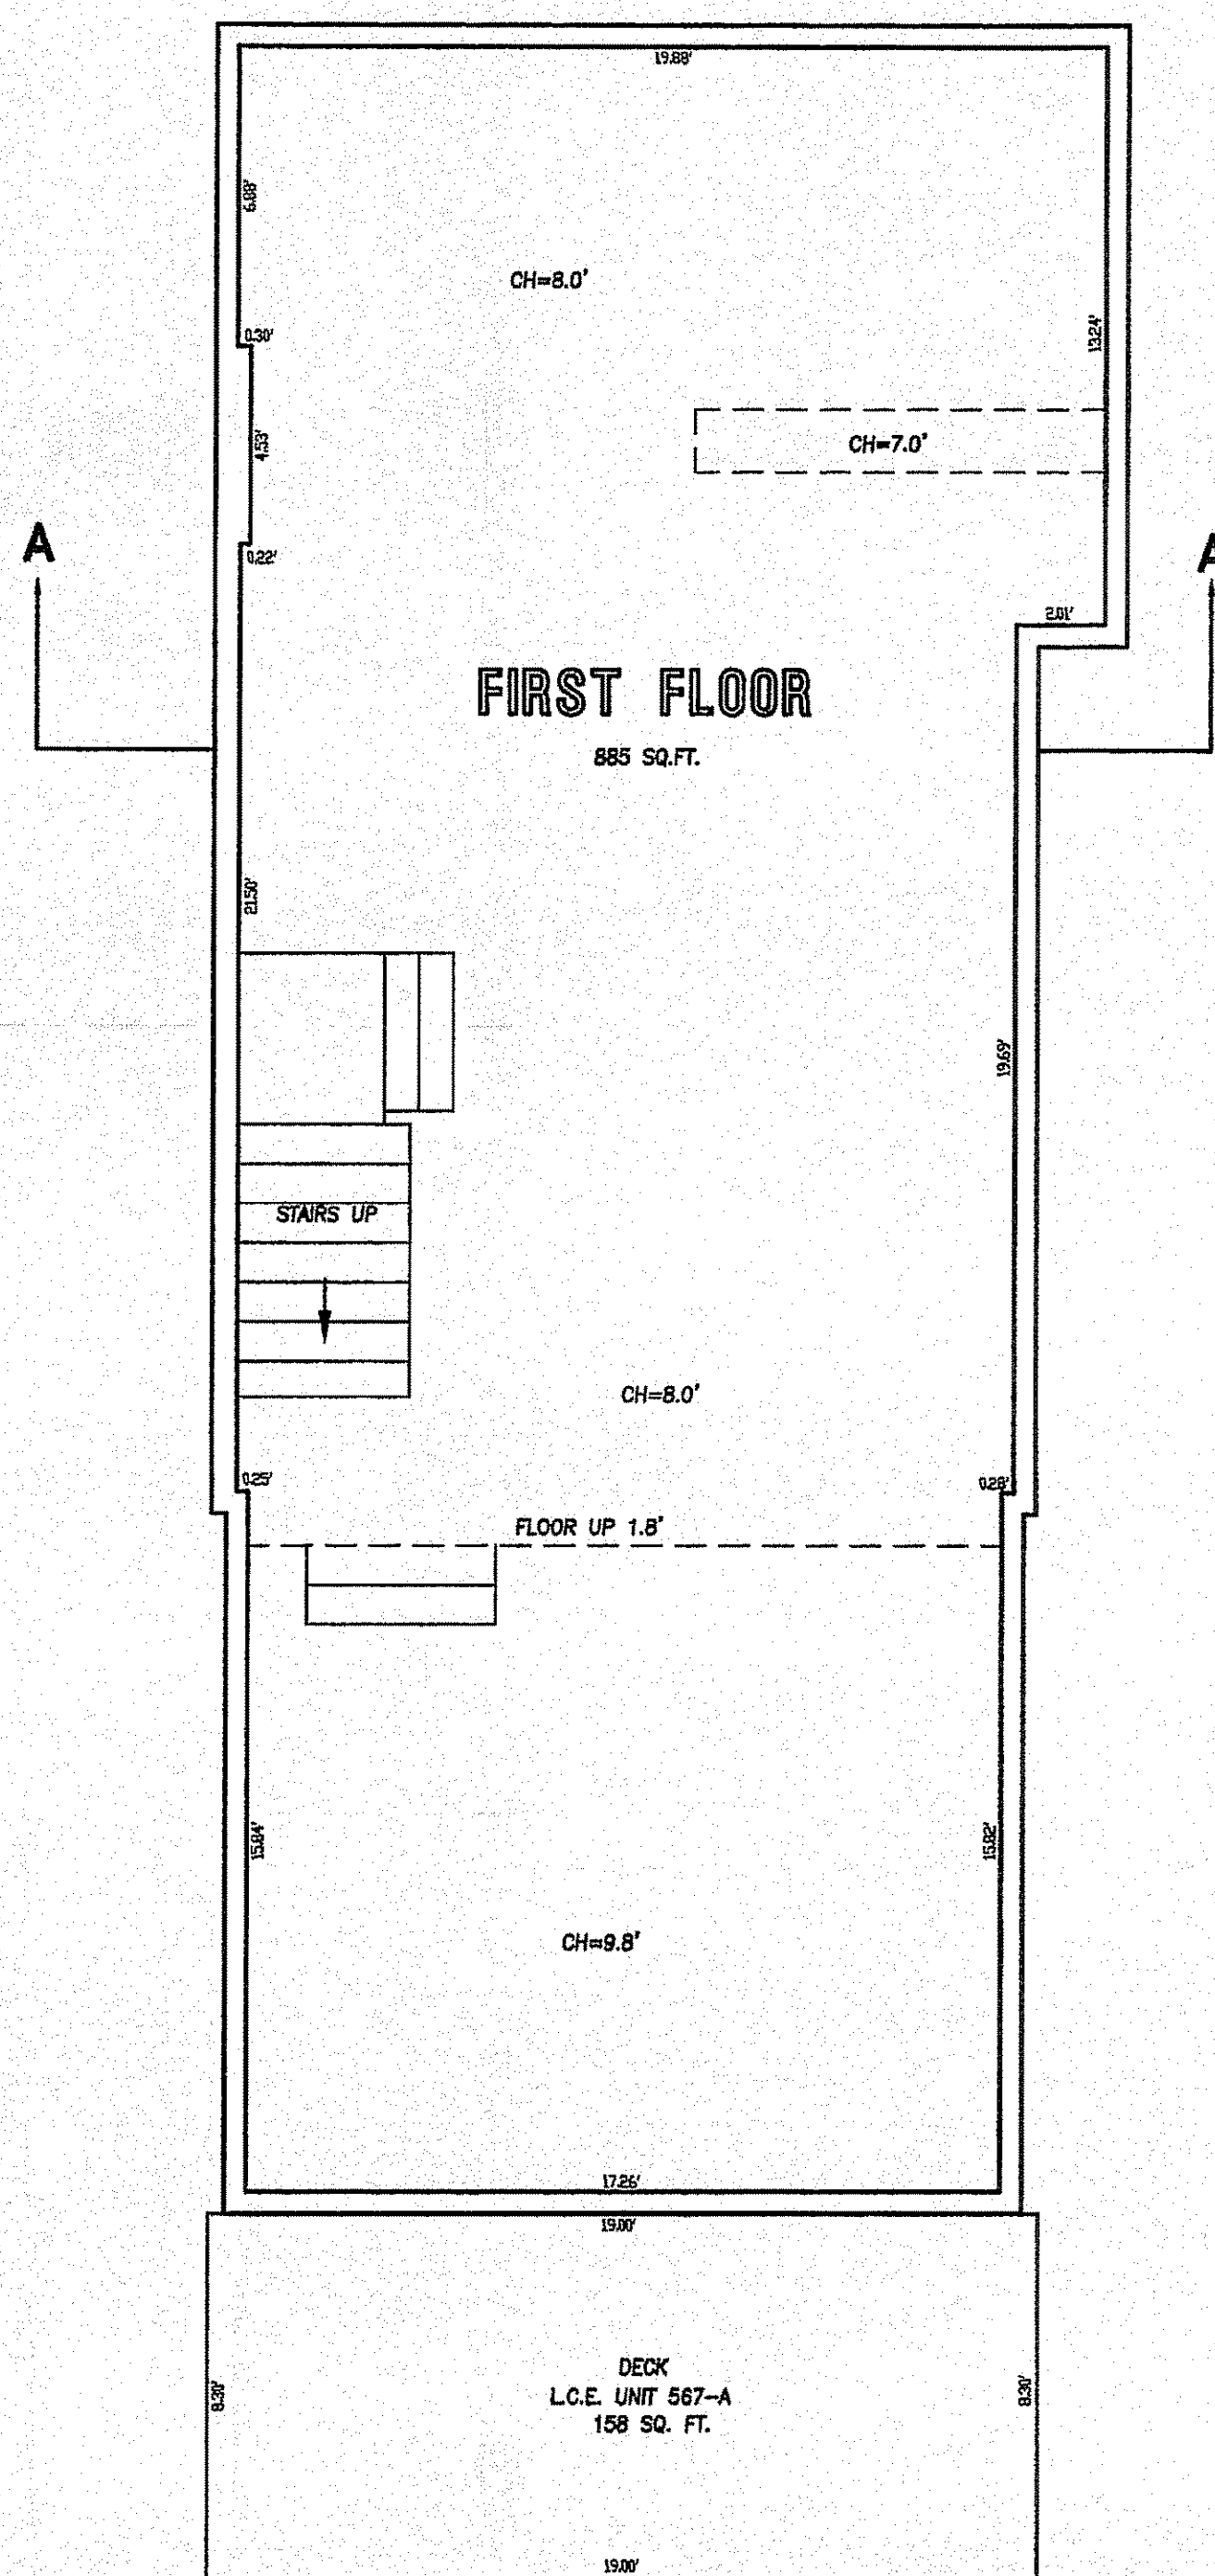 19.88'
6.88'
CH=8.0'
0.30'
13.24'
4.53'
CH=7.0'
A
A
0.22'
2.01'
FIRST FLOOR
885 SQ.FT.
21.50'
19.69'
STAIRS UP
CH=8.0'
0.25'
0.28'
FLOOR UP 1.8'
15.84'
15.82'
CH=9.8'
17.26'
19.00'
DECK
L.C.E. UNIT 567-A
158 SQ. FT.
8.30'
8.30'
19.00'